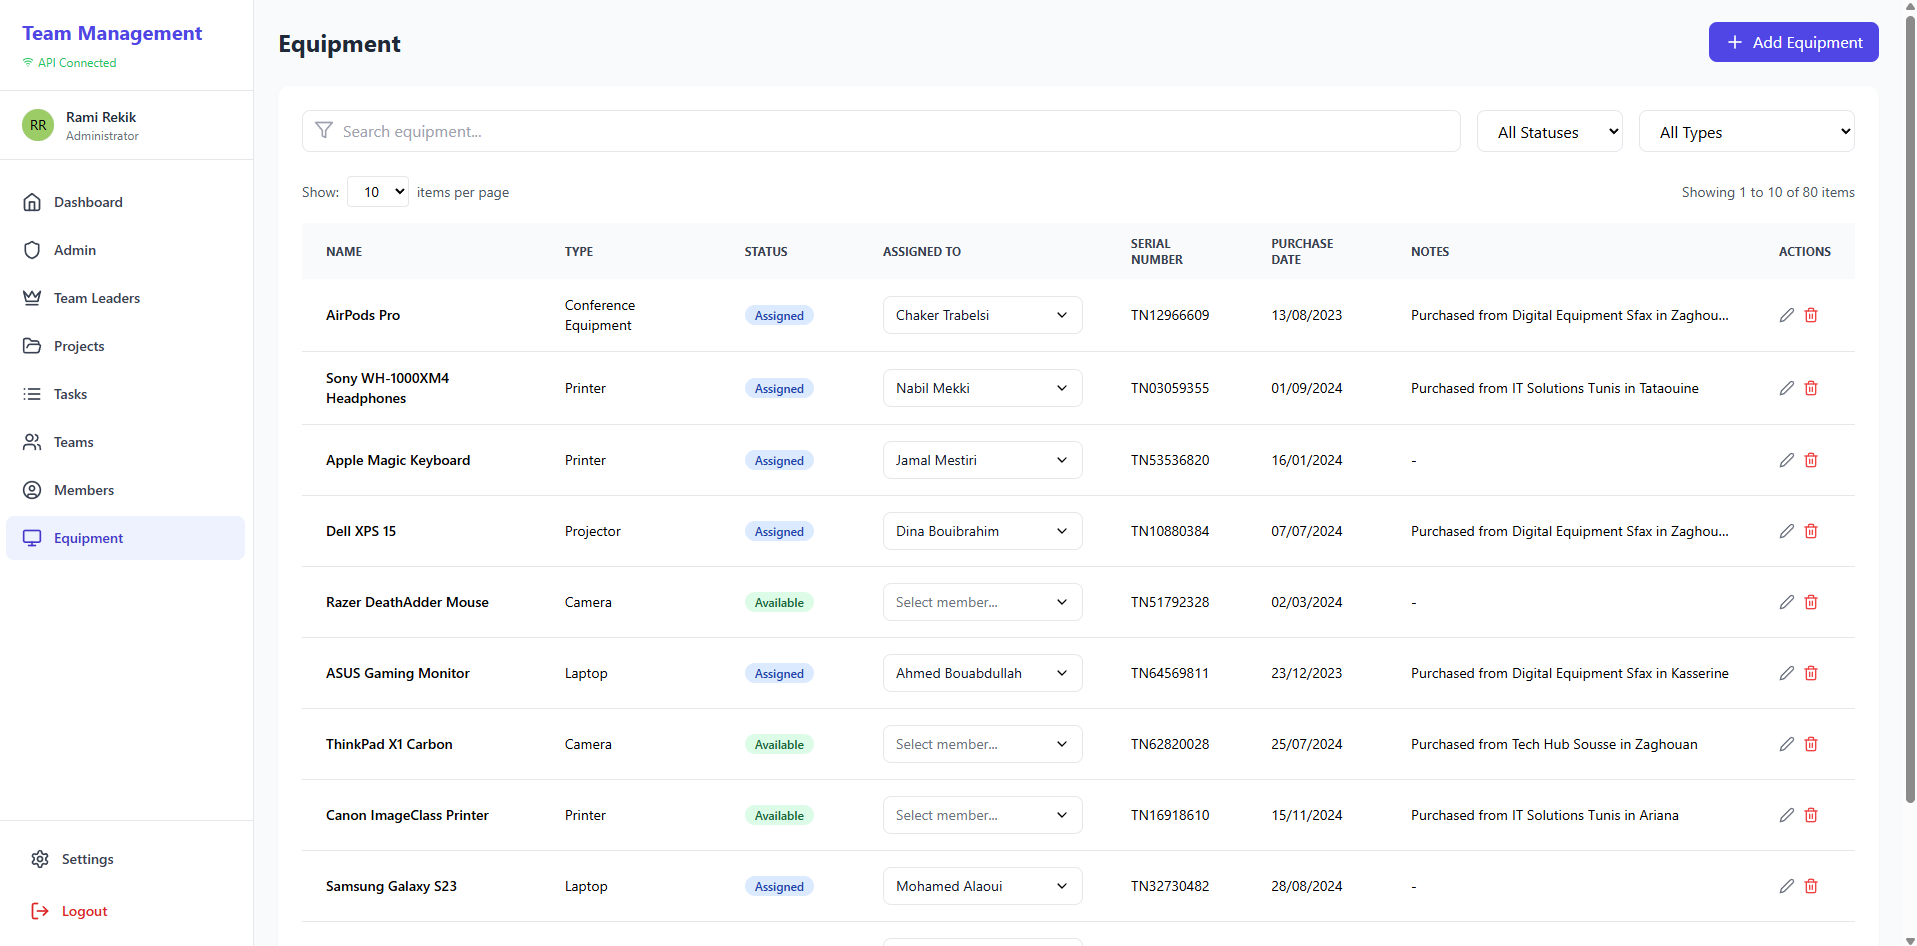 Team Management
API Connected
RR
Rami Rekik
Administrator
Dashboard
Admin
Team Leaders
Projects
Tasks
Teams
Members
Equipment
Settings
Logout
Equipment
Add Equipment
Search equipment...
All Statuses
All Types
Show: 10 items per page
Showing 1 to 10 of 80 items
NAME TYPE STATUS ASSIGNED TO SERIAL NUMBER PURCHASE DATE NOTES ACTIONS
AirPods Pro Conference Equipment Assigned Chaker Trabelsi TN12966609 13/08/2023 Purchased from Digital Equipment Sfax in Zaghou...
Sony WH-1000XM4 Headphones Printer Assigned Nabil Mekki TN03059355 01/09/2024 Purchased from IT Solutions Tunis in Tataouine
Apple Magic Keyboard Printer Assigned Jamal Mestiri TN53536820 16/01/2024 -
Dell XPS 15 Projector Assigned Dina Bouibrahim TN10880384 07/07/2024 Purchased from Digital Equipment Sfax in Zaghou...
Razer DeathAdder Mouse Camera Available Select member... TN51792328 02/03/2024 -
ASUS Gaming Monitor Laptop Assigned Ahmed Bouabdullah TN64569811 23/12/2023 Purchased from Digital Equipment Sfax in Kasserine
ThinkPad X1 Carbon Camera Available Select member... TN62820028 25/07/2024 Purchased from Tech Hub Sousse in Zaghouan
Canon ImageClass Printer Printer Available Select member... TN16918610 15/11/2024 Purchased from IT Solutions Tunis in Ariana
Samsung Galaxy S23 Laptop Assigned Mohamed Alaoui TN32730482 28/08/2024 -